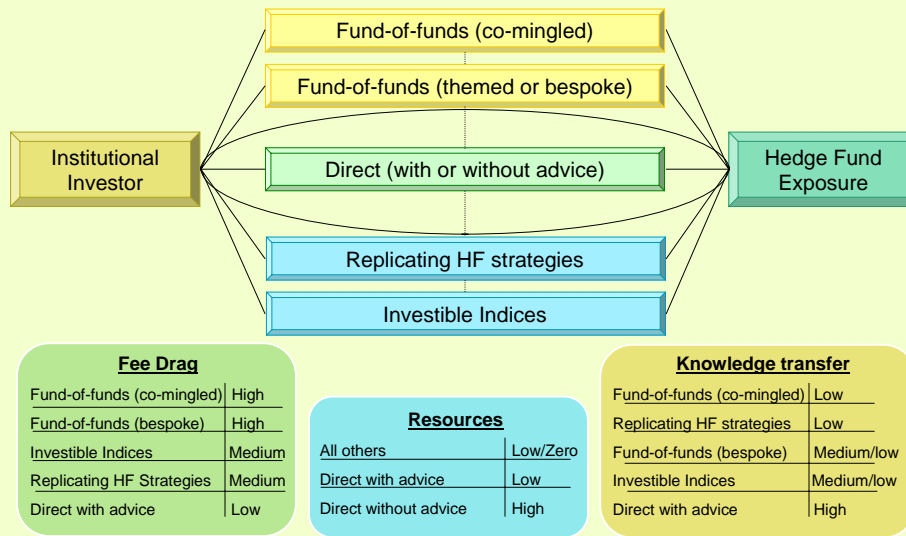 Fund-of-funds (co-mingled)
Fund-of-funds (themed or bespoke)
Institutional
Investor
Direct (with or without advice)
Hedge Fund
Exposure
Replicating HF strategies
Investible Indices
Fee Drag
Fund-of-funds (co-mingled) High
Fund-of-funds (bespoke) High
Investible Indices Medium
Replicating HF Strategies Medium
Direct with advice Low
Resources
All others Low/Zero
Direct with advice Low
Direct without advice High
Knowledge transfer
Fund-of-funds (co-mingled) Low
Replicating HF strategies Low
Fund-of-funds (bespoke) Medium/low
Investible Indices Medium/low
Direct with advice High